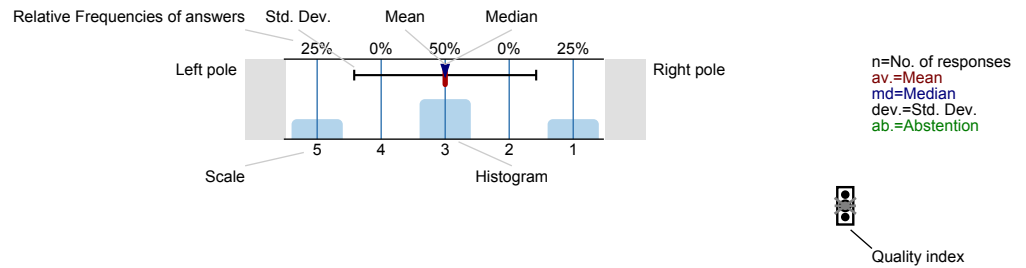 Relative Frequencies of answers Std. Dev. Mean Median
25% 0% 50% 0% 25%
Left pole Right pole
5 4 3 2 1
Scale Histogram
n=No. of responses
av.=Mean
md=Median
dev.=Std. Dev.
ab.=Abstention
Quality index